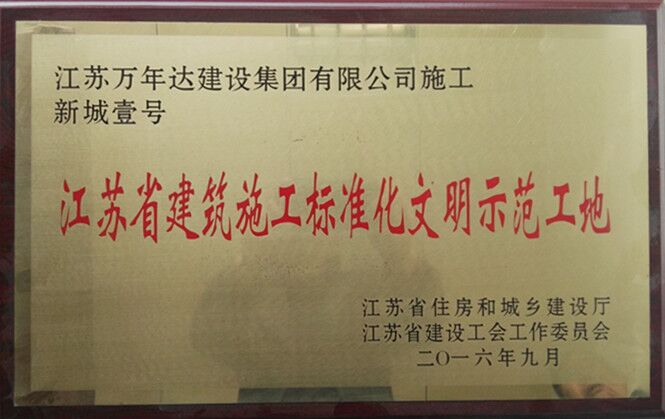 江苏万年达建设集团有限公司施工
新城壹号
江苏省建筑施工标准化文明示范工地
江苏省住房和城乡建设厅
江苏省建设工会工作委员会
二〇一六年九月